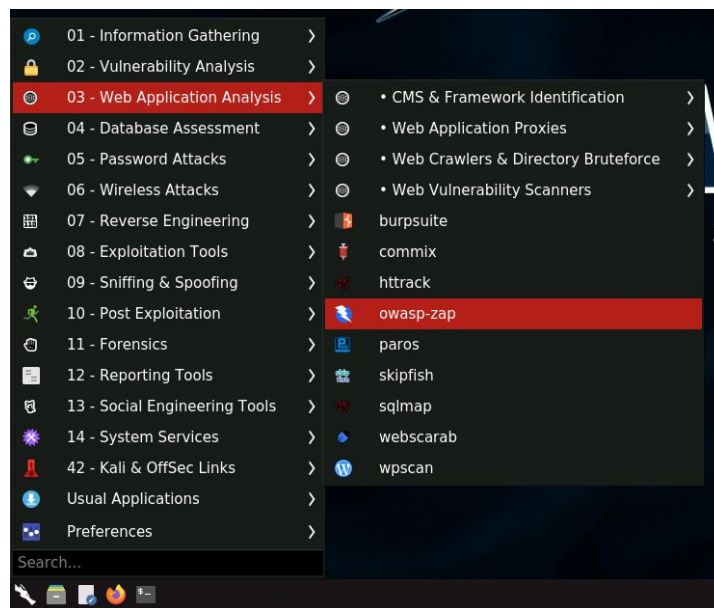 01 - Information Gathering
02 - Vulnerability Analysis
03 - Web Application Analysis
04 - Database Assessment
05 - Password Attacks
06 - Wireless Attacks
07 - Reverse Engineering
08 - Exploitation Tools
09 - Sniffing & Spoofing
10 - Post Exploitation
11 - Forensics
12 - Reporting Tools
13 - Social Engineering Tools
14 - System Services
42 - Kali & OffSec Links
Usual Applications
Preferences
Search...
• CMS & Framework Identification
• Web Application Proxies
• Web Crawlers & Directory Bruteforce
• Web Vulnerability Scanners
burpsuite
commix
httrack
owasp-zap
paros
skipfish
sqlmap
webscarab
wpscan